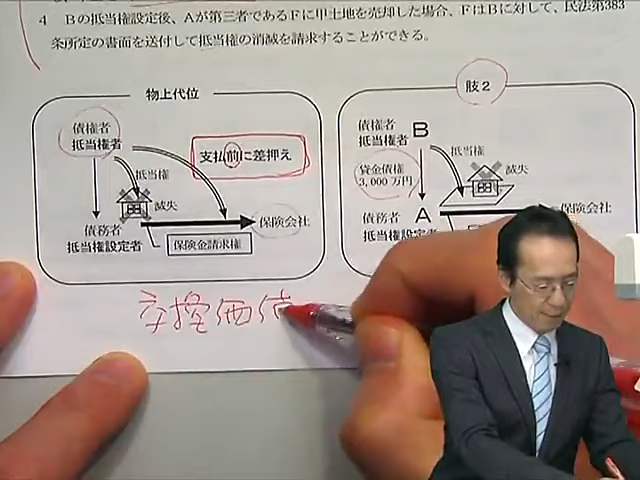 4 Bの抵当権設定後、Aが第三者であるFに甲土地を売却した場合、FはBに対して、民法第383
条所定の書面を送付して抵当権の消滅を請求することができる。
物上代位
債権者
抵当権者
支払前に差押え
抵当権
滅失
保険会社
債務者
抵当権設定者
保険金請求権
肢2
債権者
抵当権者 B
抵当権
貸金債権
3,000万円
滅失
債務者
抵当権設定者 A
保険会社
交換価値